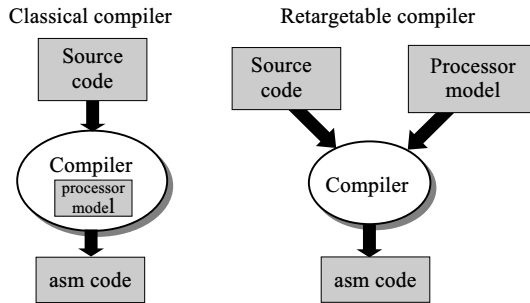 Classical compiler
Source
code
Compiler
processor
model
asm code
Retargetable compiler
Source
code
Processor
model
Compiler
asm code